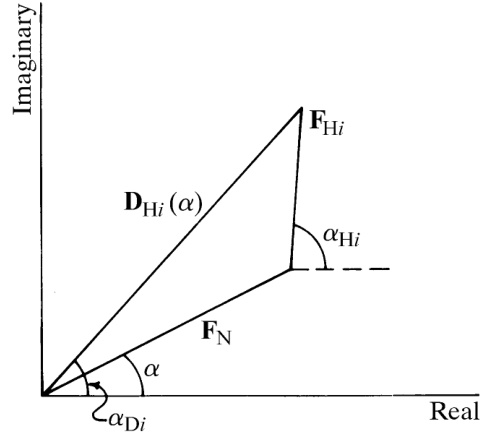 Imaginary
F_Hi
D_Hi(α)
α_Hi
F_N
α
α_Di
Real